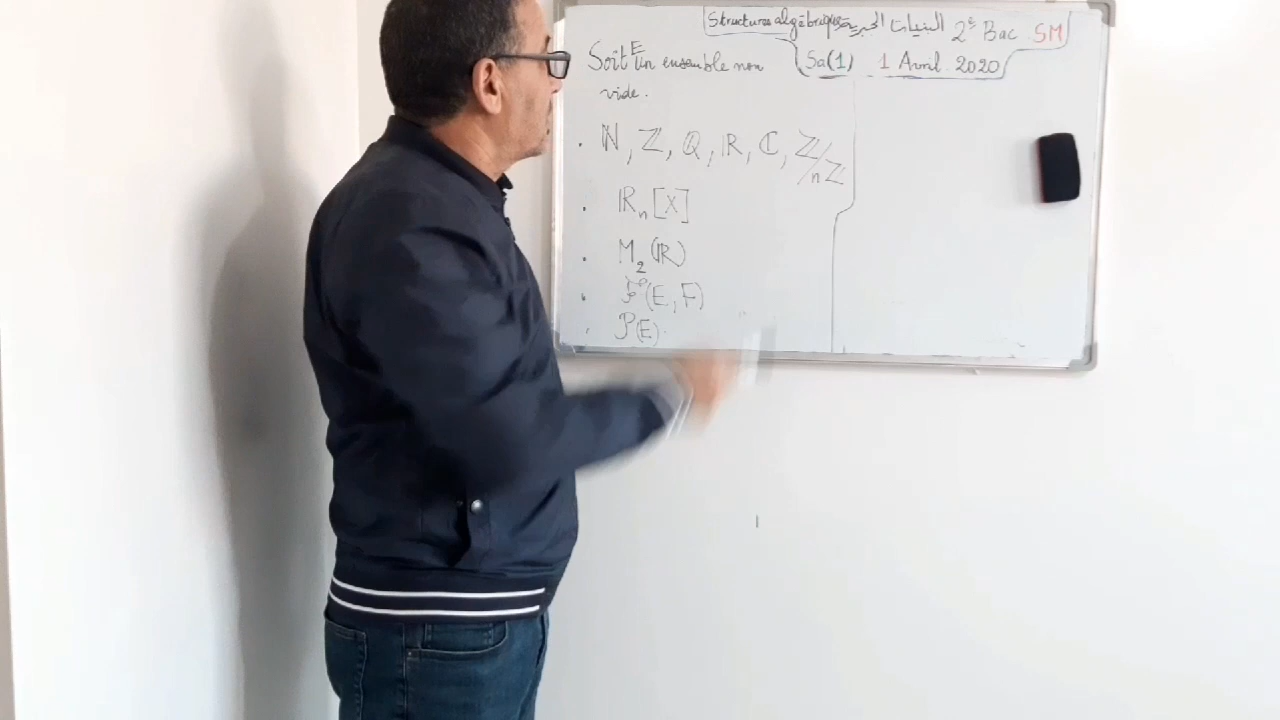 Structures algébriques البنيات الجبرية 2e Bac SM
Sa(1) 1 Avril. 2020
Soit E un ensemble non
vide.
. ℕ, ℤ, ℚ, ℝ, ℂ, ℤ/nℤ
. ℝn[X]
. M2(ℝ)
. ℱ(E, F)
. P(E).